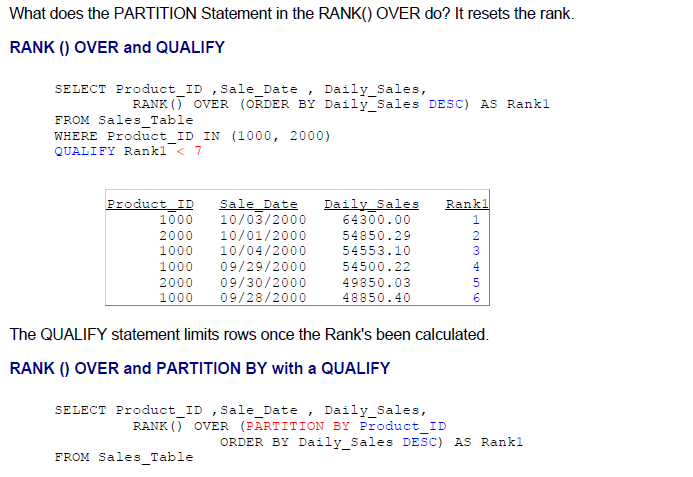 What does the PARTITION Statement in the RANK() OVER do? It resets the rank.
RANK () OVER and QUALIFY
SELECT Product_ID ,Sale_Date , Daily_Sales,
RANK() OVER (ORDER BY Daily_Sales DESC) AS Rank1
FROM Sales_Table
WHERE Product_ID IN (1000, 2000)
QUALIFY Rank1 < 7
Product_ID Sale_Date Daily_Sales Rank1
1000 10/03/2000 64300.00 1
2000 10/01/2000 54850.29 2
1000 10/04/2000 54553.10 3
1000 09/29/2000 54500.22 4
2000 09/30/2000 49850.03 5
1000 09/28/2000 48850.40 6
The QUALIFY statement limits rows once the Rank's been calculated.
RANK () OVER and PARTITION BY with a QUALIFY
SELECT Product_ID ,Sale_Date , Daily_Sales,
RANK() OVER (PARTITION BY Product_ID
ORDER BY Daily_Sales DESC) AS Rank1
FROM Sales_Table